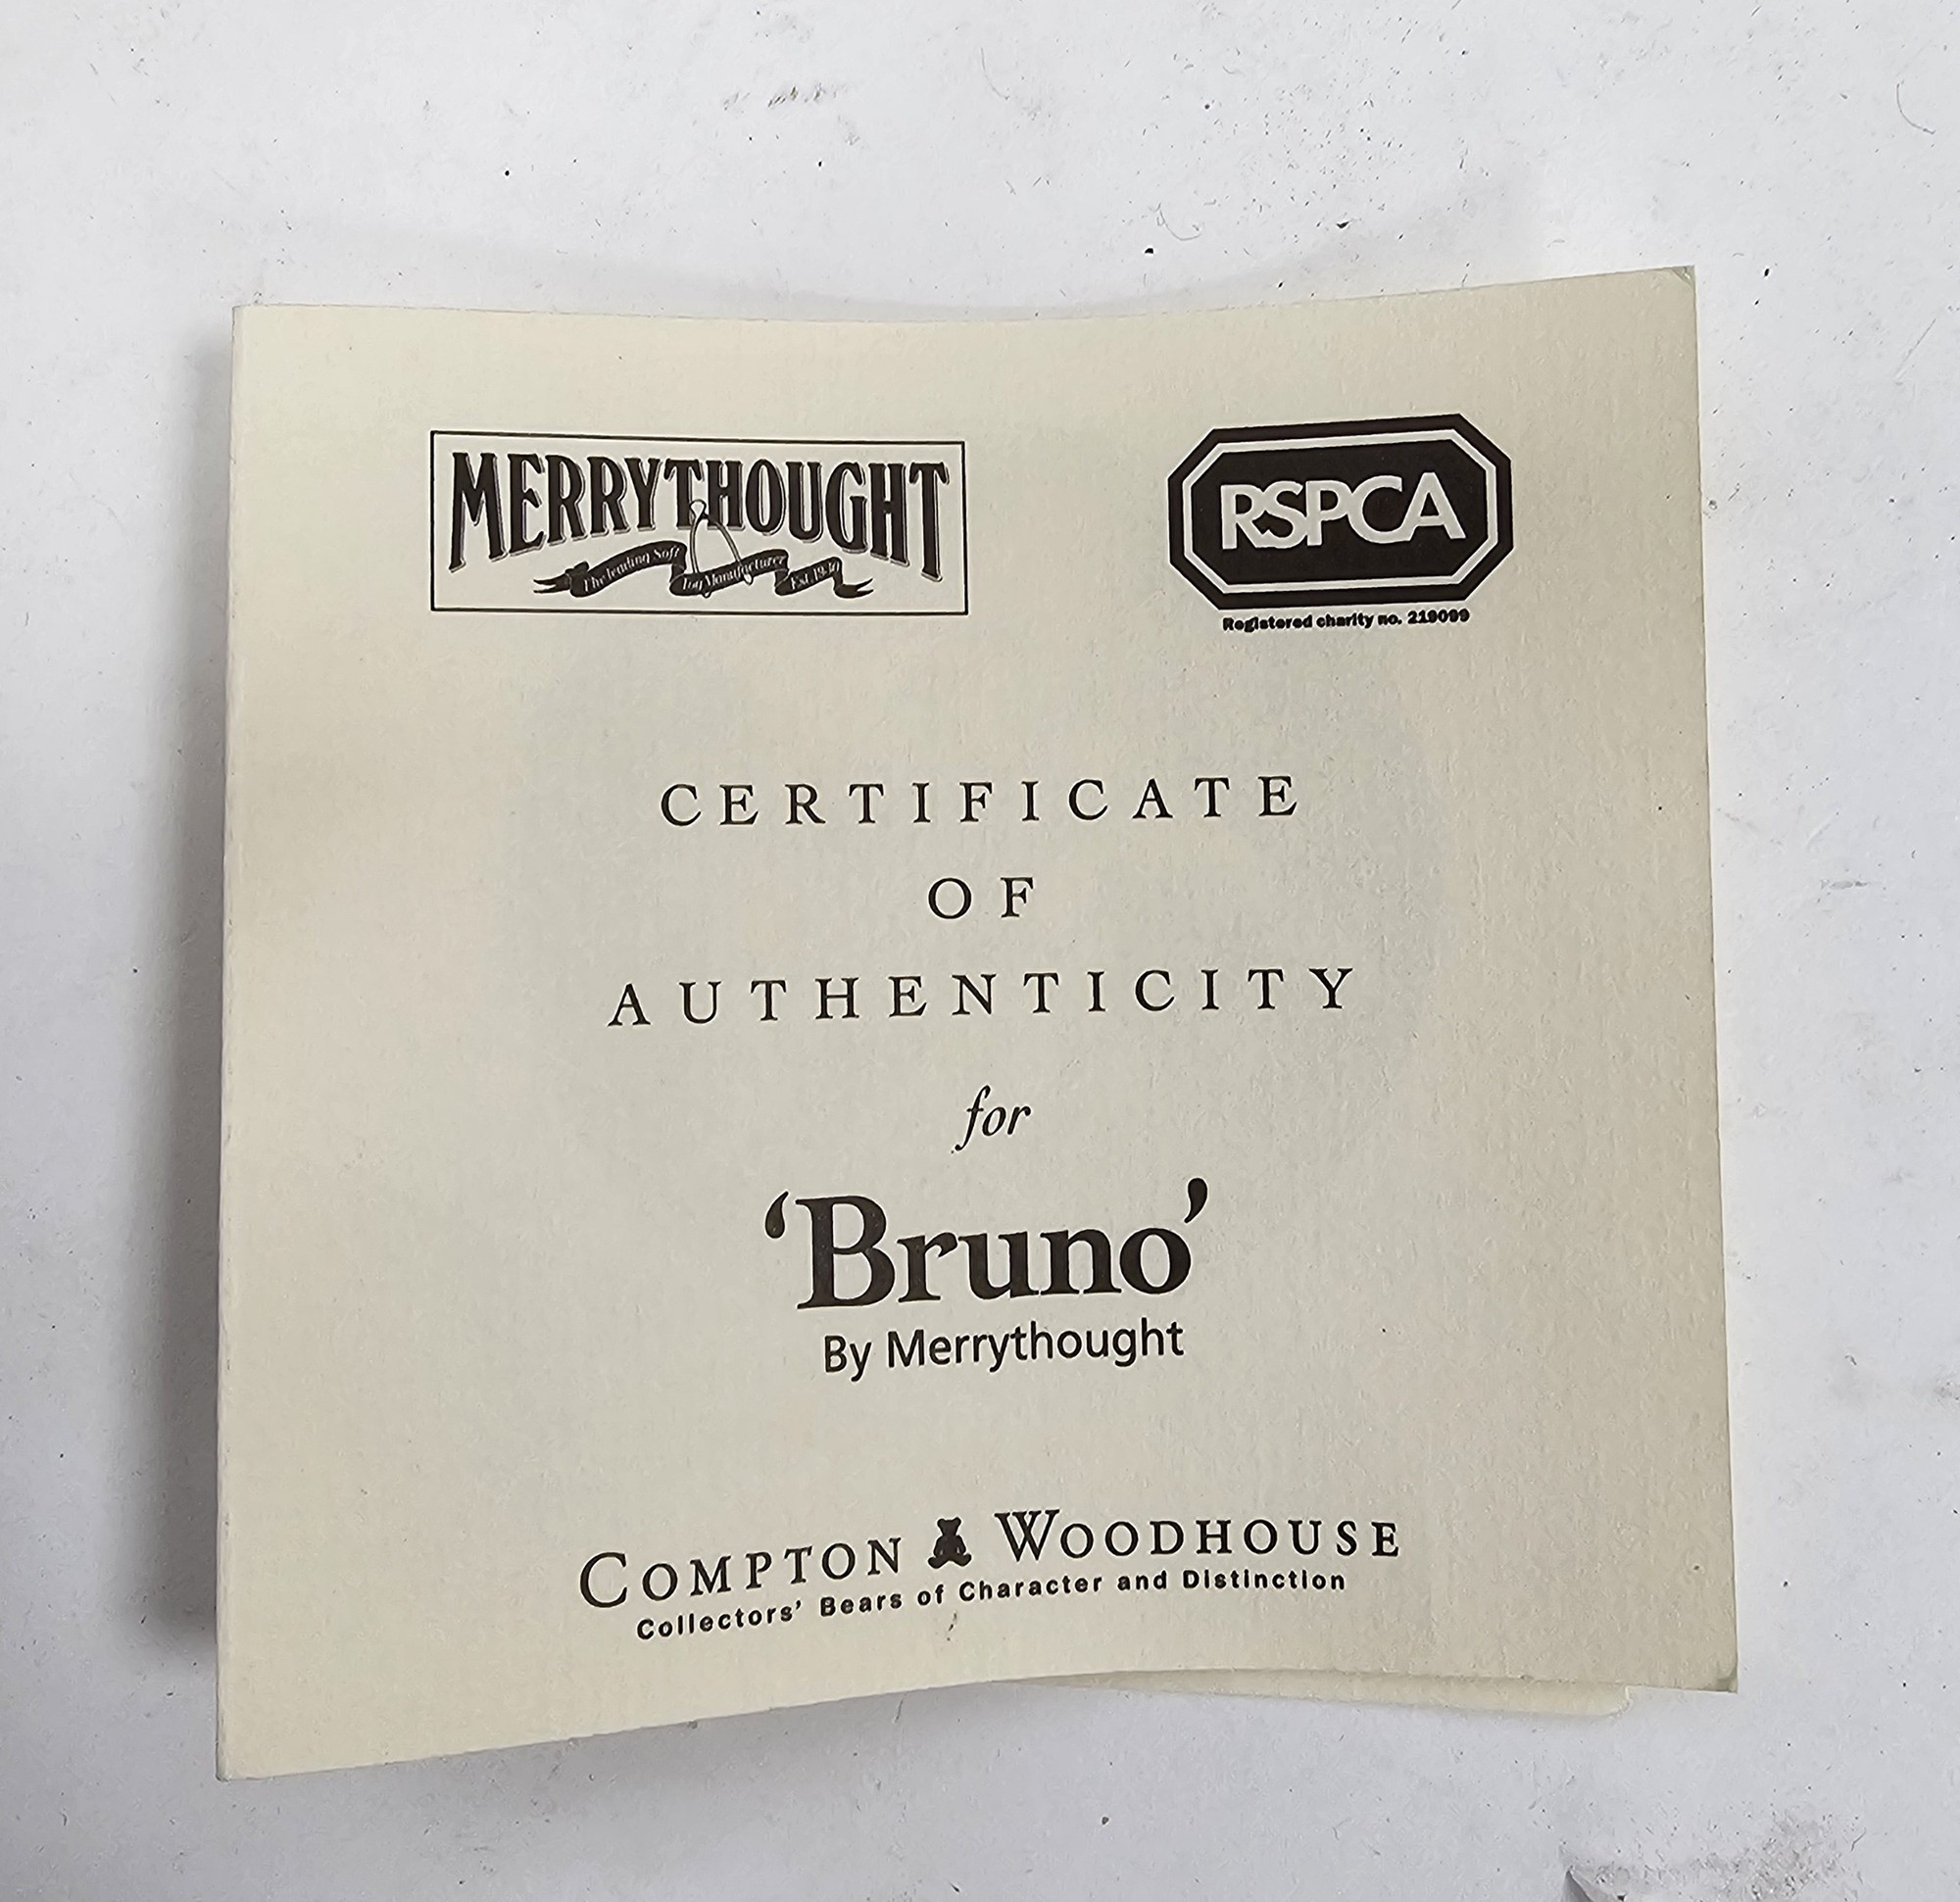 MERRYTHOUGHT
The leading Soft Toy Manufacturer Est. 1930
RSPCA
Registered charity no. 219099
CERTIFICATE
OF
AUTHENTICITY
for
‘Bruno’
By Merrythought
COMPTON WOODHOUSE
Collectors’ Bears of Character and Distinction